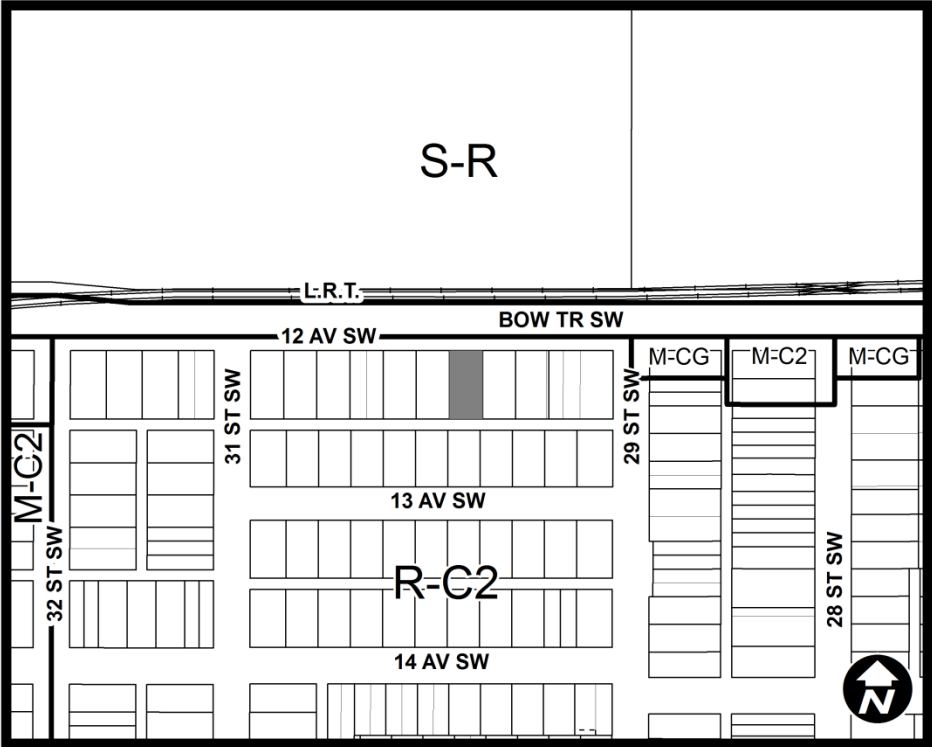 S-R
L.R.T.
BOW TR SW
12 AV SW
M-CG
M-C2
M-CG
31 ST SW
29 ST SW
M-C2
13 AV SW
32 ST SW
R-C2
28 ST SW
14 AV SW
N